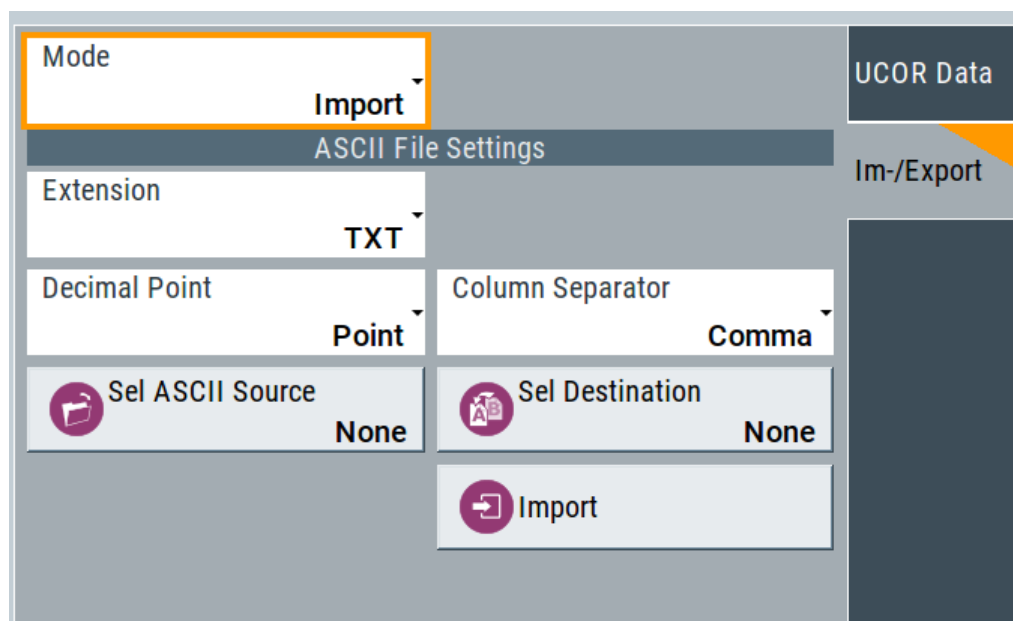 Mode
Import
UCOR Data
ASCII File Settings
Im-/Export
Extension
TXT
Decimal Point
Point
Column Separator
Comma
Sel ASCII Source
None
Sel Destination
None
Import